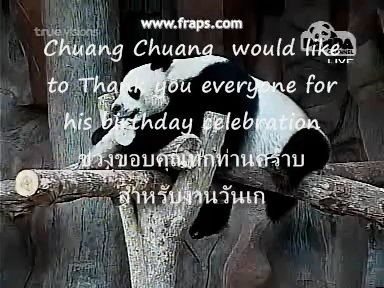 www.fraps.com
true visions
Chuang Chuang would like
to Thank you everyone for
his birthday celebration
ช่วงขอบคุณทุกท่านคร๊าบ
สำหรับงานวันเก
LIVE